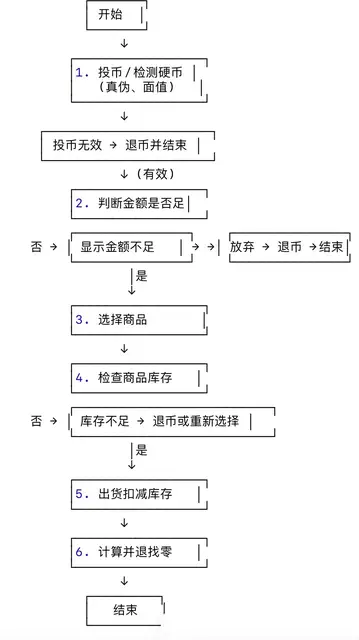 开始
↓
1. 投币/检测硬币
(真伪、面值)
↓
投币无效 → 退币并结束
↓ (有效)
2. 判断金额是否足
否 → 显示金额不足 → → 放弃 → 退币 →结束
是
↓
3. 选择商品
↓
4. 检查商品库存
否 → 库存不足 → 退币或重新选择
是
↓
5. 出货扣减库存
↓
6. 计算并退找零
↓
结束